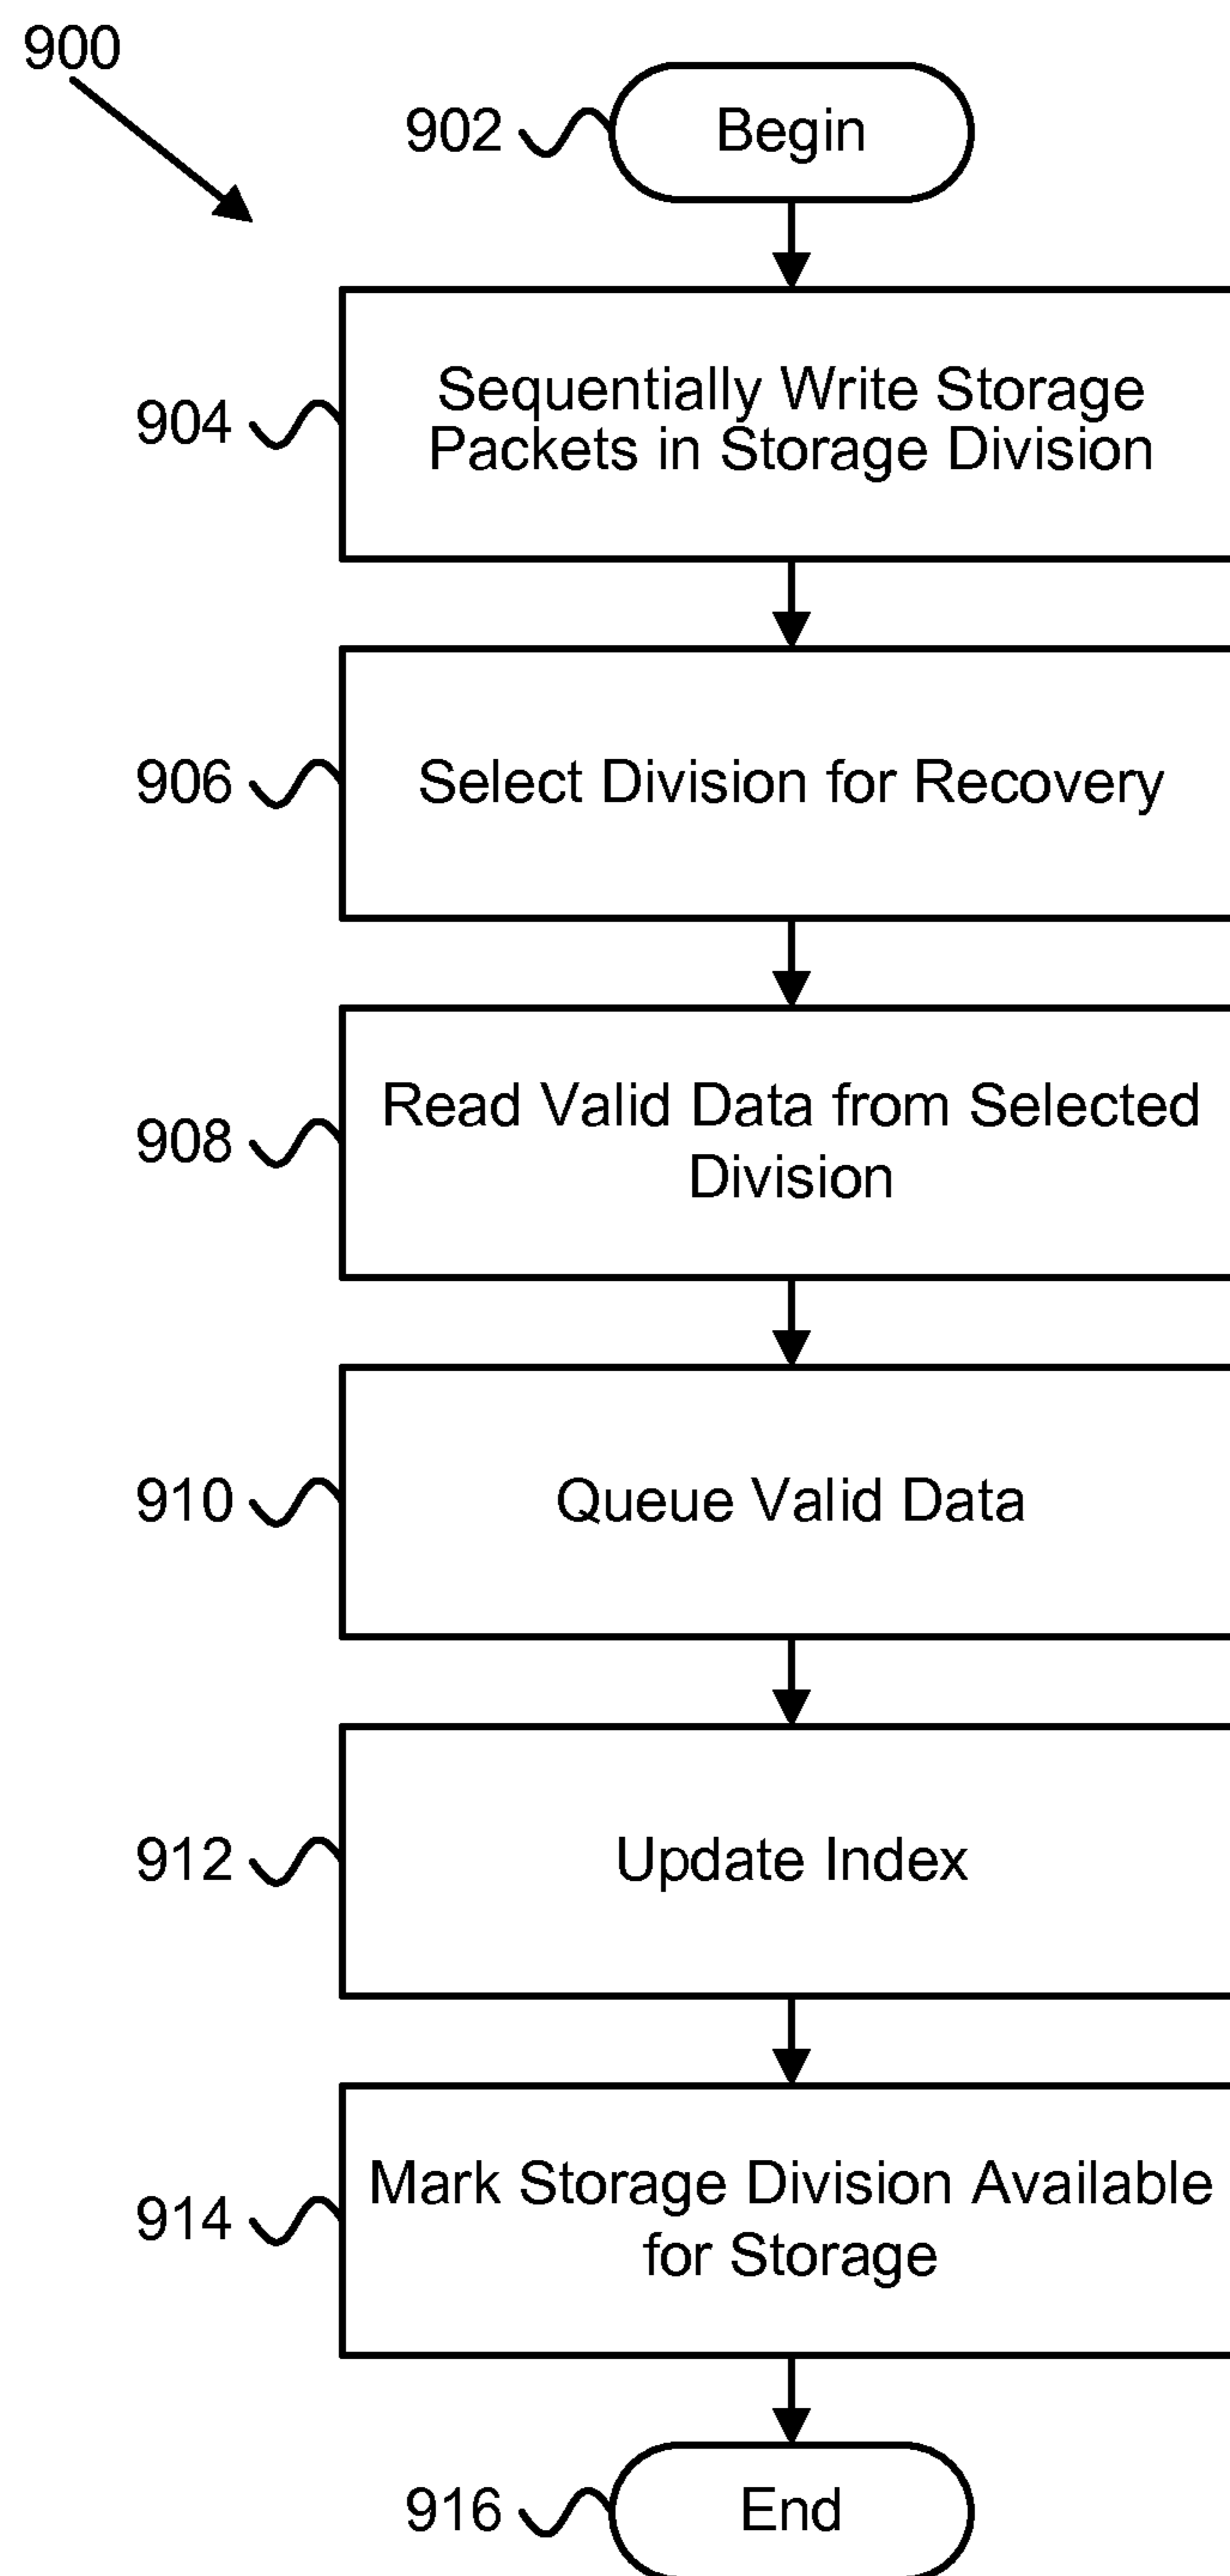 900
902
Begin
904
Sequentially Write Storage
Packets in Storage Division
906
Select Division for Recovery
908
Read Valid Data from Selected
Division
910
Queue Valid Data
912
Update Index
914
Mark Storage Division Available
for Storage
916
End